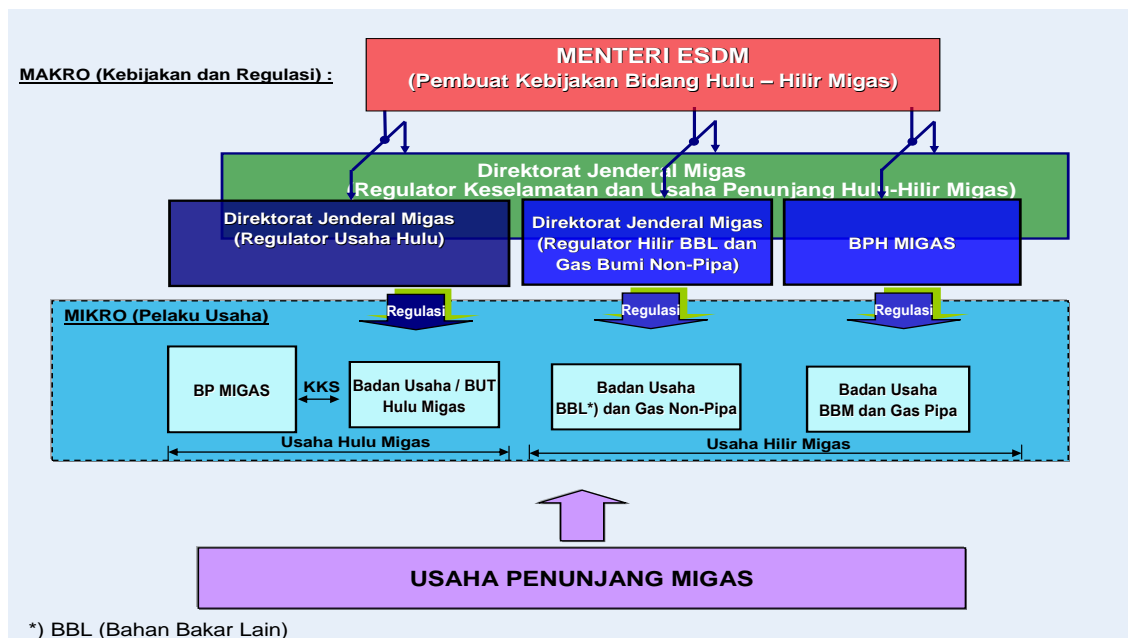 MENTERI ESDM
MAKRO (Kebijakan dan Regulasi) :
(Pembuat Kebijakan Bidang Hulu – Hilir Migas)
Direktorat Jenderal Migas
(Regulator Keselamatan dan Usaha Penunjang Hulu-Hilir Migas)
Direktorat Jenderal Migas
(Regulator Usaha Hulu)
Direktorat Jenderal Migas
(Regulator Hilir BBL dan
Gas Bumi Non-Pipa)
BPH MIGAS
Regulasi
Regulasi
Regulasi
MIKRO (Pelaku Usaha)
BP MIGAS
KKS
Badan Usaha / BUT
Hulu Migas
Badan Usaha
BBL*) dan Gas Non-Pipa
Badan Usaha
BBM dan Gas Pipa
Usaha Hulu Migas
Usaha Hilir Migas
USAHA PENUNJANG MIGAS
*) BBL (Bahan Bakar Lain)